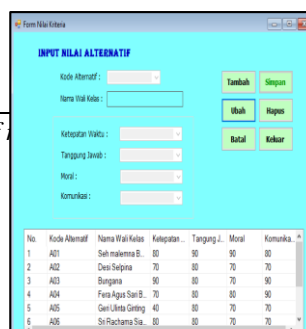 Form Nilai Kriteria
INPUT NILAI ALTERNATIF
Kode Alternatif :
Nama Wali Kelas :
Ketepatan Waktu :
Tanggung Jawab :
Moral :
Komunikasi :
Tambah Simpan
Ubah Hapus
Batal Keluar
No. Kode Alternatif Nama Wali Kelas Ketepatan ... Tangung J... Moral Komunika...
1 A01 Seh malemna B... 80 90 90 80
2 A02 Desi Selpina 70 80 70 70
3 A03 Bungana 90 80 70 70
4 A04 Fera Agus Sari B... 70 80 80 90
5 A05 Geri Ulinta Ginting 40 80 70 70
6 A06 Sri Rachama Sia... 80 80 70 70